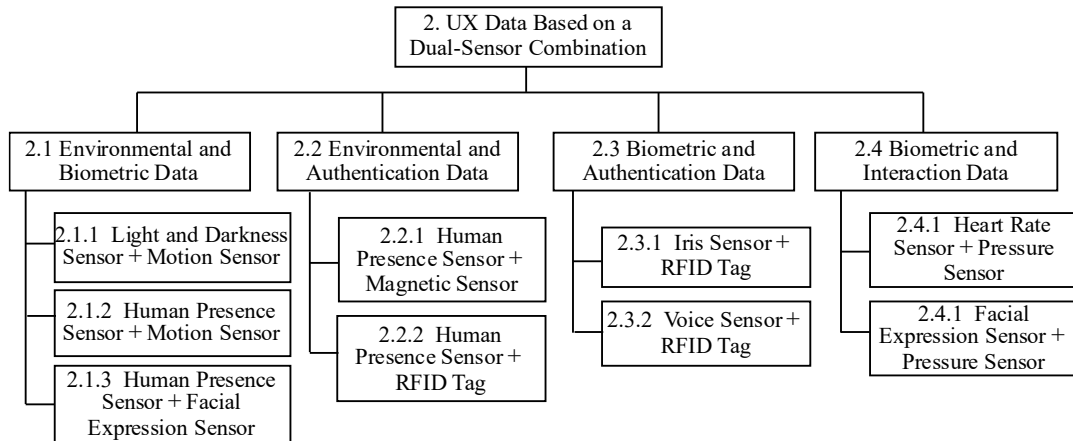 2. UX Data Based on a
Dual-Sensor Combination
2.1 Environmental and
Biometric Data
2.2 Environmental and
Authentication Data
2.3 Biometric and
Authentication Data
2.4 Biometric and
Interaction Data
2.1.1 Light and Darkness
Sensor + Motion Sensor
2.1.2 Human Presence
Sensor + Motion Sensor
2.1.3 Human Presence
Sensor + Facial
Expression Sensor
2.2.1 Human
Presence Sensor +
Magnetic Sensor
2.2.2 Human
Presence Sensor +
RFID Tag
2.3.1 Iris Sensor +
RFID Tag
2.3.2 Voice Sensor +
RFID Tag
2.4.1 Heart Rate
Sensor + Pressure
Sensor
2.4.1 Facial
Expression Sensor +
Pressure Sensor